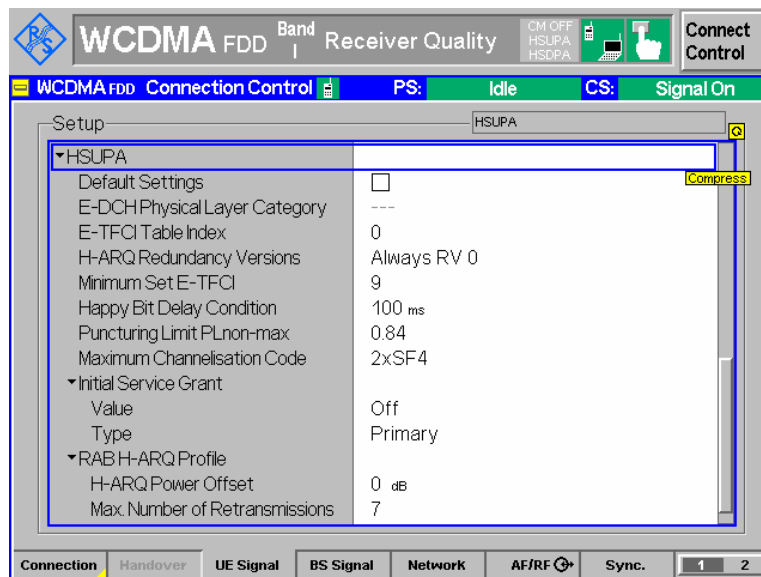 R&S WCDMA FDD Band I Receiver Quality CM OFF HSUPA HSDPA Connect Control
WCDMA FDD Connection Control PS: Idle CS: Signal On
Setup HSUPA
HSUPA
Compress
Default Settings
E-DCH Physical Layer Category ---
E-TFCI Table Index 0
H-ARQ Redundancy Versions Always RV 0
Minimum Set E-TFCI 9
Happy Bit Delay Condition 100 ms
Puncturing Limit PLnon-max 0.84
Maximum Channelisation Code 2xSF4
Initial Service Grant
Value Off
Type Primary
RAB H-ARQ Profile
H-ARQ Power Offset 0 dB
Max. Number of Retransmissions 7
Connection Handover UE Signal BS Signal Network AF/RF Sync. 1 2